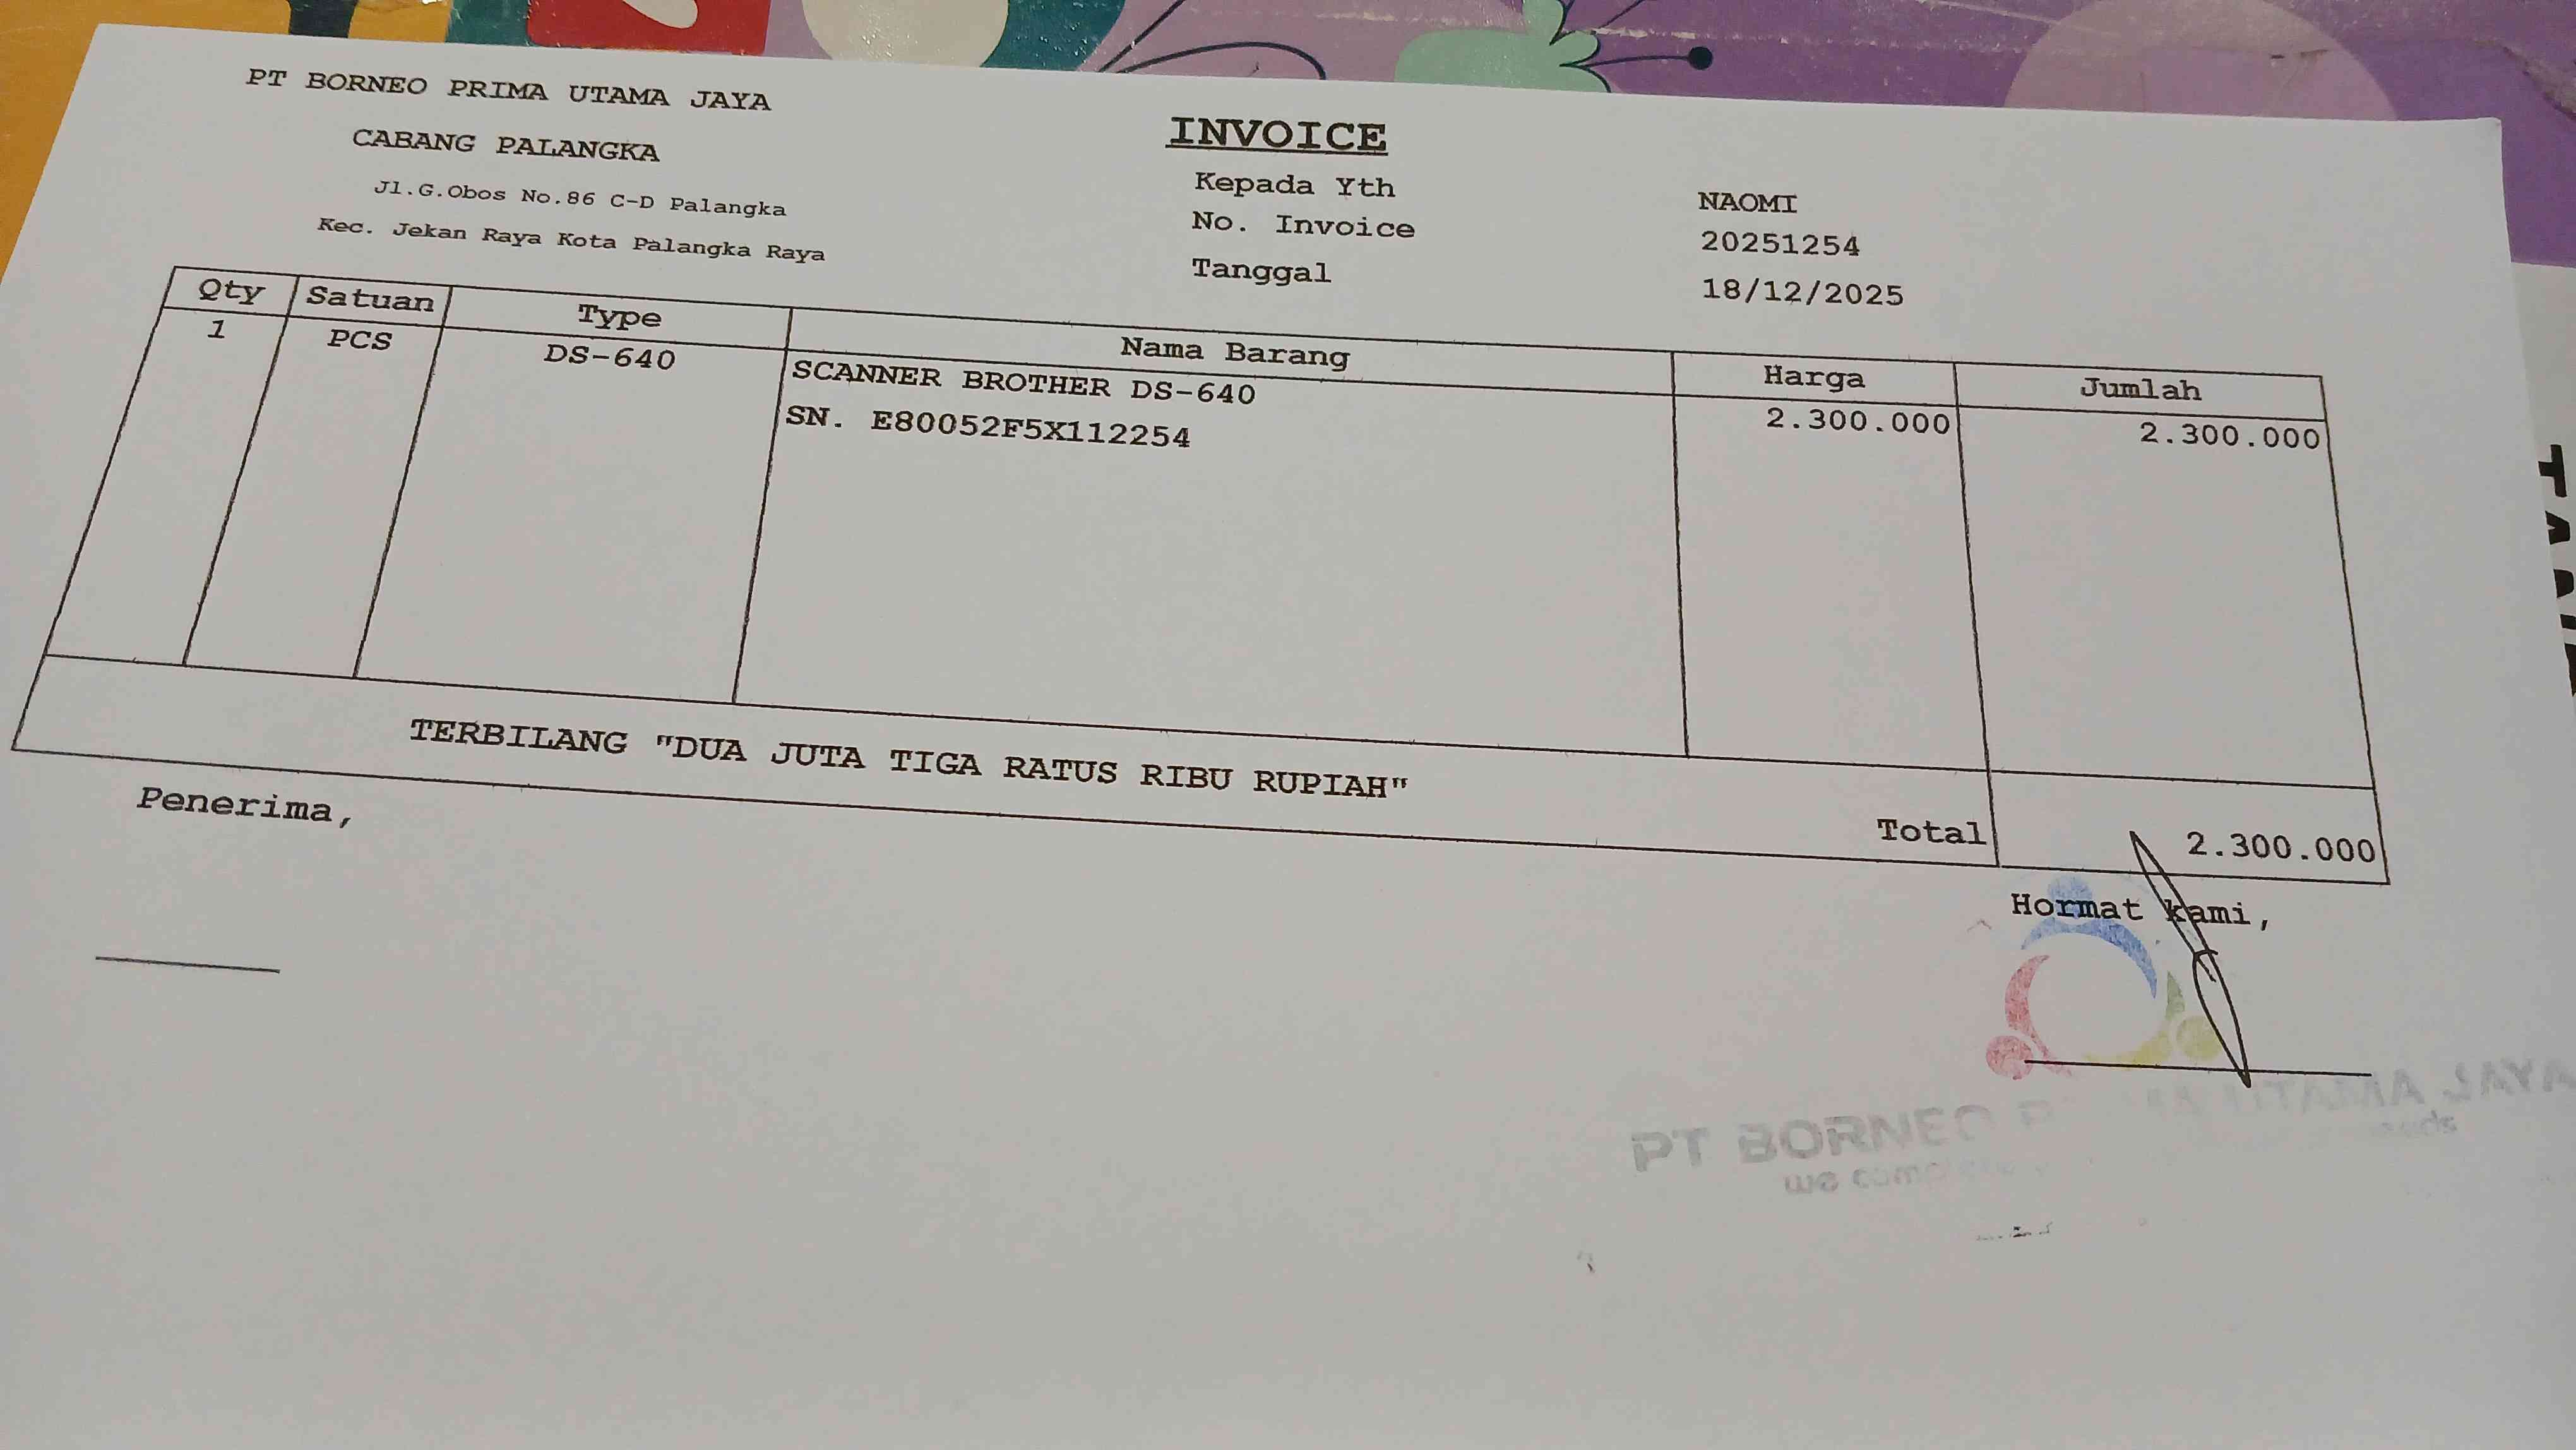 PT BORNEO PRIMA UTAMA JAYA
CABANG PALANGKA
Jl.G.Obos No.86 C-D Palangka
Kec. Jekan Raya Kota Palangka Raya
INVOICE
Kepada Yth NAOMI
No. Invoice 20251254
Tanggal 18/12/2025
Qty Satuan Type Nama Barang Harga Jumlah
1 PCS DS-640 SCANNER BROTHER DS-640 2.300.000 2.300.000
SN. E80052F5X112254
TERBILANG "DUA JUTA TIGA RATUS RIBU RUPIAH"
Total 2.300.000
Penerima,
Hormat kami,
PT BORNEO UTAMA JAYA
we